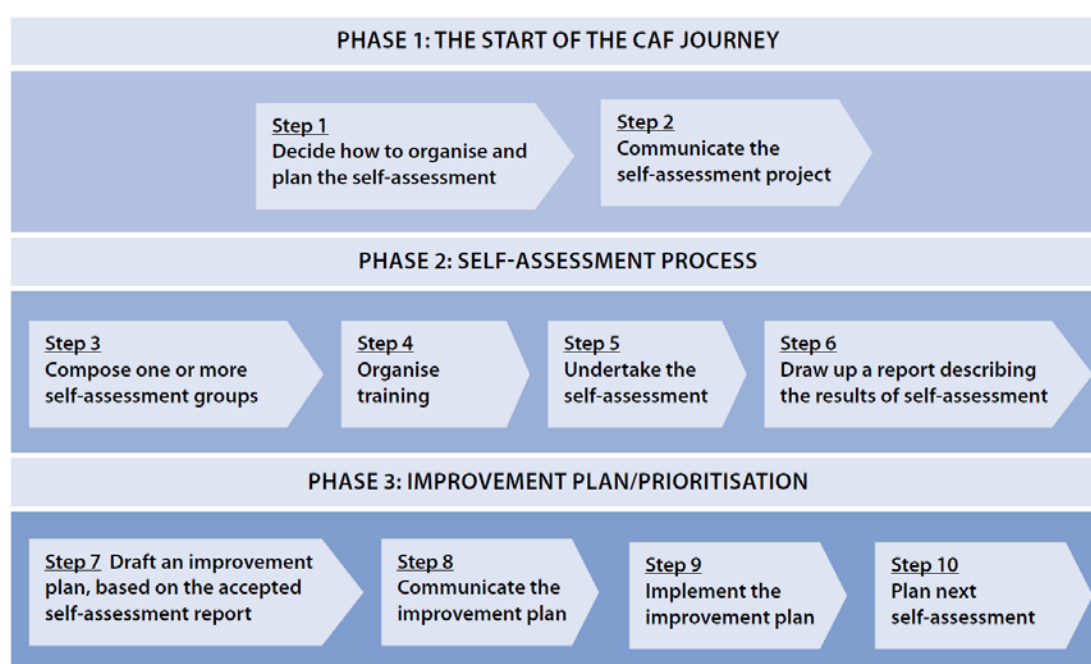 PHASE 1: THE START OF THE CAF JOURNEY
Step 1
Decide how to organise and
plan the self-assessment
Step 2
Communicate the
self-assessment project
PHASE 2: SELF-ASSESSMENT PROCESS
Step 3
Compose one or more
self-assessment groups
Step 4
Organise
training
Step 5
Undertake the
self-assessment
Step 6
Draw up a report describing
the results of self-assessment
PHASE 3: IMPROVEMENT PLAN/PRIORITISATION
Step 7 Draft an improvement
plan, based on the accepted
self-assessment report
Step 8
Communicate the
improvement plan
Step 9
Implement the
improvement plan
Step 10
Plan next
self-assessment